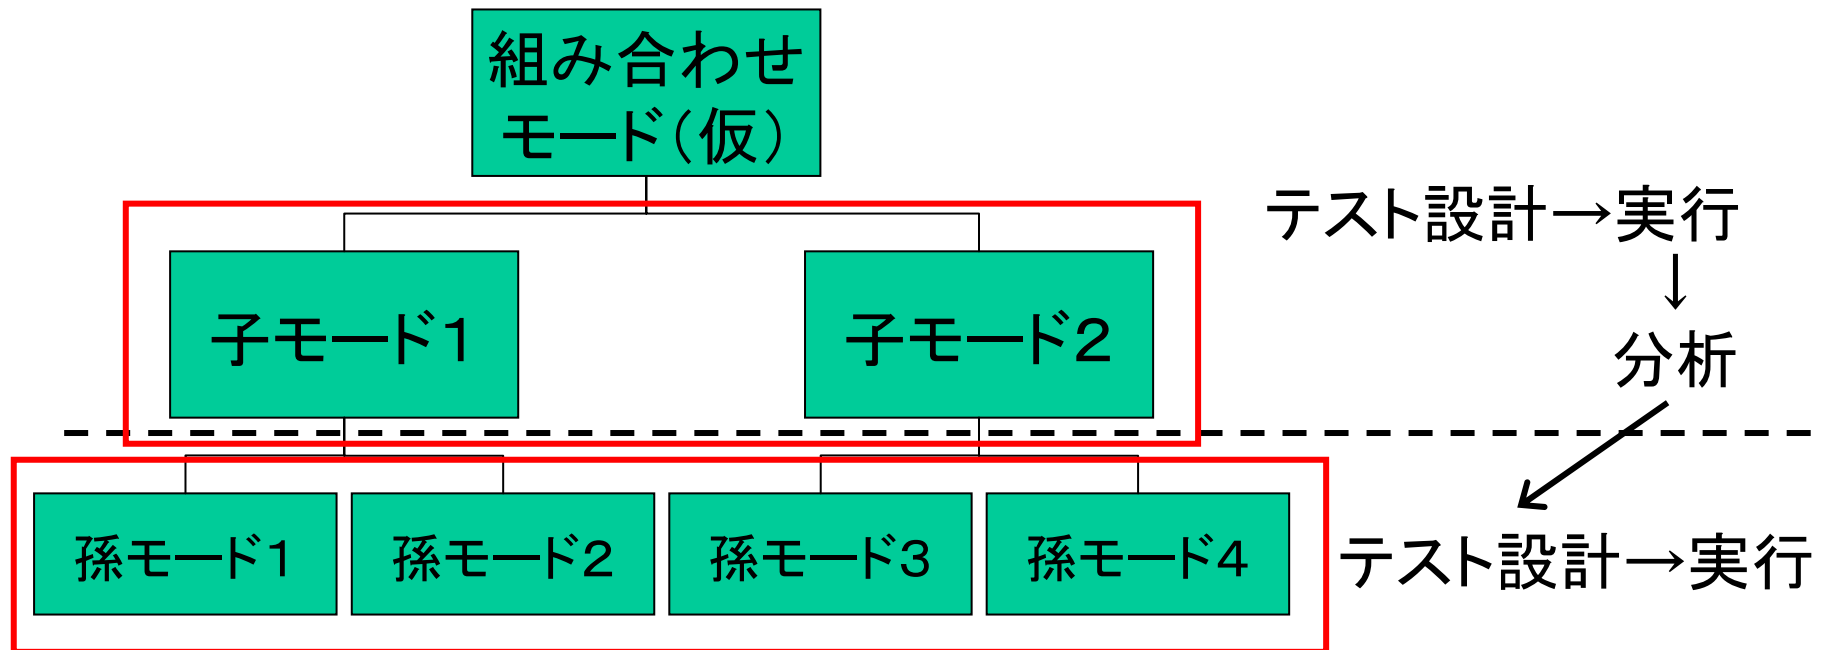 組み合わせ
モード（仮）
テスト設計→実行
↓
子モード１
子モード２
分析
孫モード１
孫モード２
孫モード３
孫モード４
テスト設計→実行